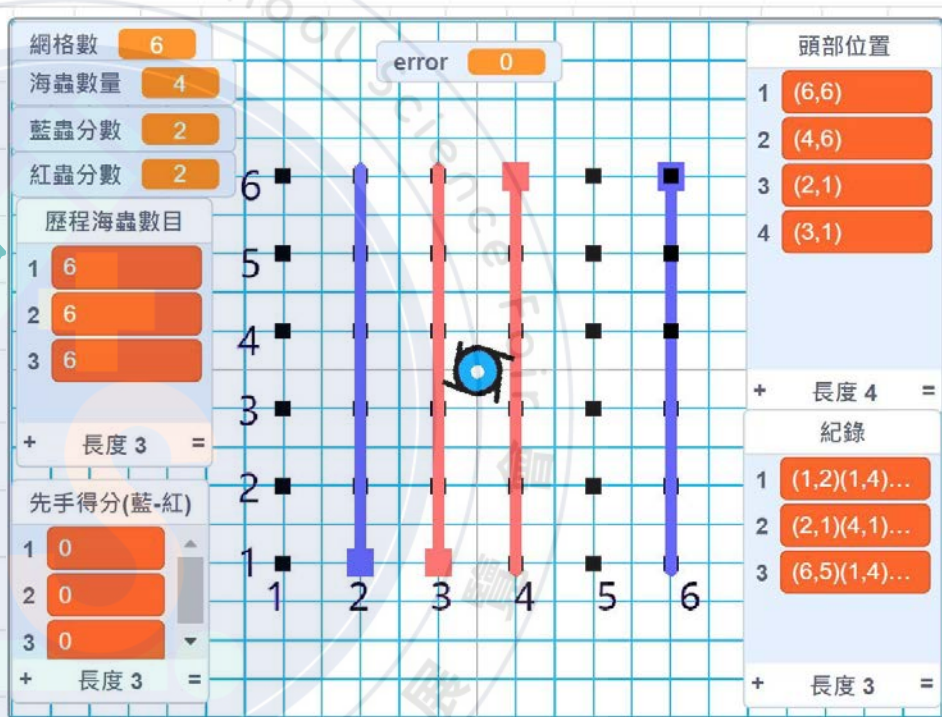 網格數 6
海蟲數量 4
藍蟲分數 2
紅蟲分數 2
歷程海蟲數目
1 6
2 6
3 6
+ 長度 3 =
先手得分(藍-紅)
1 0
2 0
3 0
+ 長度 3 =
error 0
6
5
4
3
2
1
1 2 3 4 5 6
頭部位置
1 (6,6)
2 (4,6)
3 (2,1)
4 (3,1)
+ 長度 4 =
紀錄
1 (1,2)(1,4)...
2 (2,1)(4,1)...
3 (6,5)(1,4)...
+ 長度 3 =